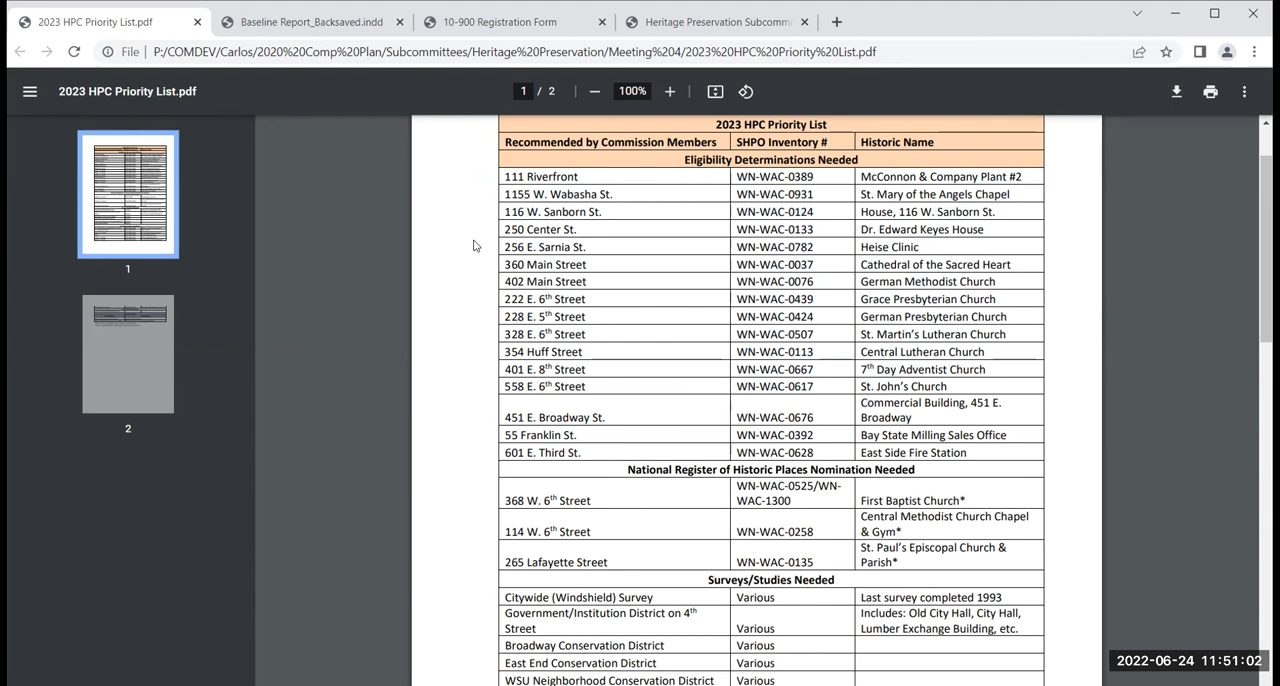 2023 HPC Priority List.pdf
Baseline Report_Backsaved.indd
10-900 Registration Form
Heritage Preservation Subcomm
File
P:/COMDEV/Carlos/2020%20Comp%20Plan/Subcommittees/Heritage%20Preservation/Meeting%204/2023%20HPC%20Priority%20List.pdf
2023 HPC Priority List.pdf
1 / 2
100%
1
2
2023 HPC Priority List
Recommended by Commission Members SHPO Inventory # Historic Name
Eligibility Determinations Needed
111 Riverfront WN-WAC-0389 McConnon & Company Plant #2
1155 W. Wabasha St. WN-WAC-0931 St. Mary of the Angels Chapel
116 W. Sanborn St. WN-WAC-0124 House, 116 W. Sanborn St.
250 Center St. WN-WAC-0133 Dr. Edward Keyes House
256 E. Sarnia St. WN-WAC-0782 Heise Clinic
360 Main Street WN-WAC-0037 Cathedral of the Sacred Heart
402 Main Street WN-WAC-0076 German Methodist Church
222 E. 6th Street WN-WAC-0439 Grace Presbyterian Church
228 E. 5th Street WN-WAC-0424 German Presbyterian Church
328 E. 6th Street WN-WAC-0507 St. Martin's Lutheran Church
354 Huff Street WN-WAC-0113 Central Lutheran Church
401 E. 8th Street WN-WAC-0667 7th Day Adventist Church
558 E. 6th Street WN-WAC-0617 St. John's Church
Commercial Building, 451 E.
451 E. Broadway St. WN-WAC-0676 Broadway
55 Franklin St. WN-WAC-0392 Bay State Milling Sales Office
601 E. Third St. WN-WAC-0628 East Side Fire Station
National Register of Historic Places Nomination Needed
WN-WAC-0525/WN-
368 W. 6th Street WAC-1300 First Baptist Church*
Central Methodist Church Chapel
114 W. 6th Street WN-WAC-0258 & Gym*
St. Paul's Episcopal Church &
265 Lafayette Street WN-WAC-0135 Parish*
Surveys/Studies Needed
Citywide (Windshield) Survey Various Last survey completed 1993
Government/Institution District on 4th Includes: Old City Hall, City Hall,
Street Various Lumber Exchange Building, etc.
Broadway Conservation District Various
East End Conservation District Various
WSU Neighborhood Conservation District Various
2022-06-24 11:51:02